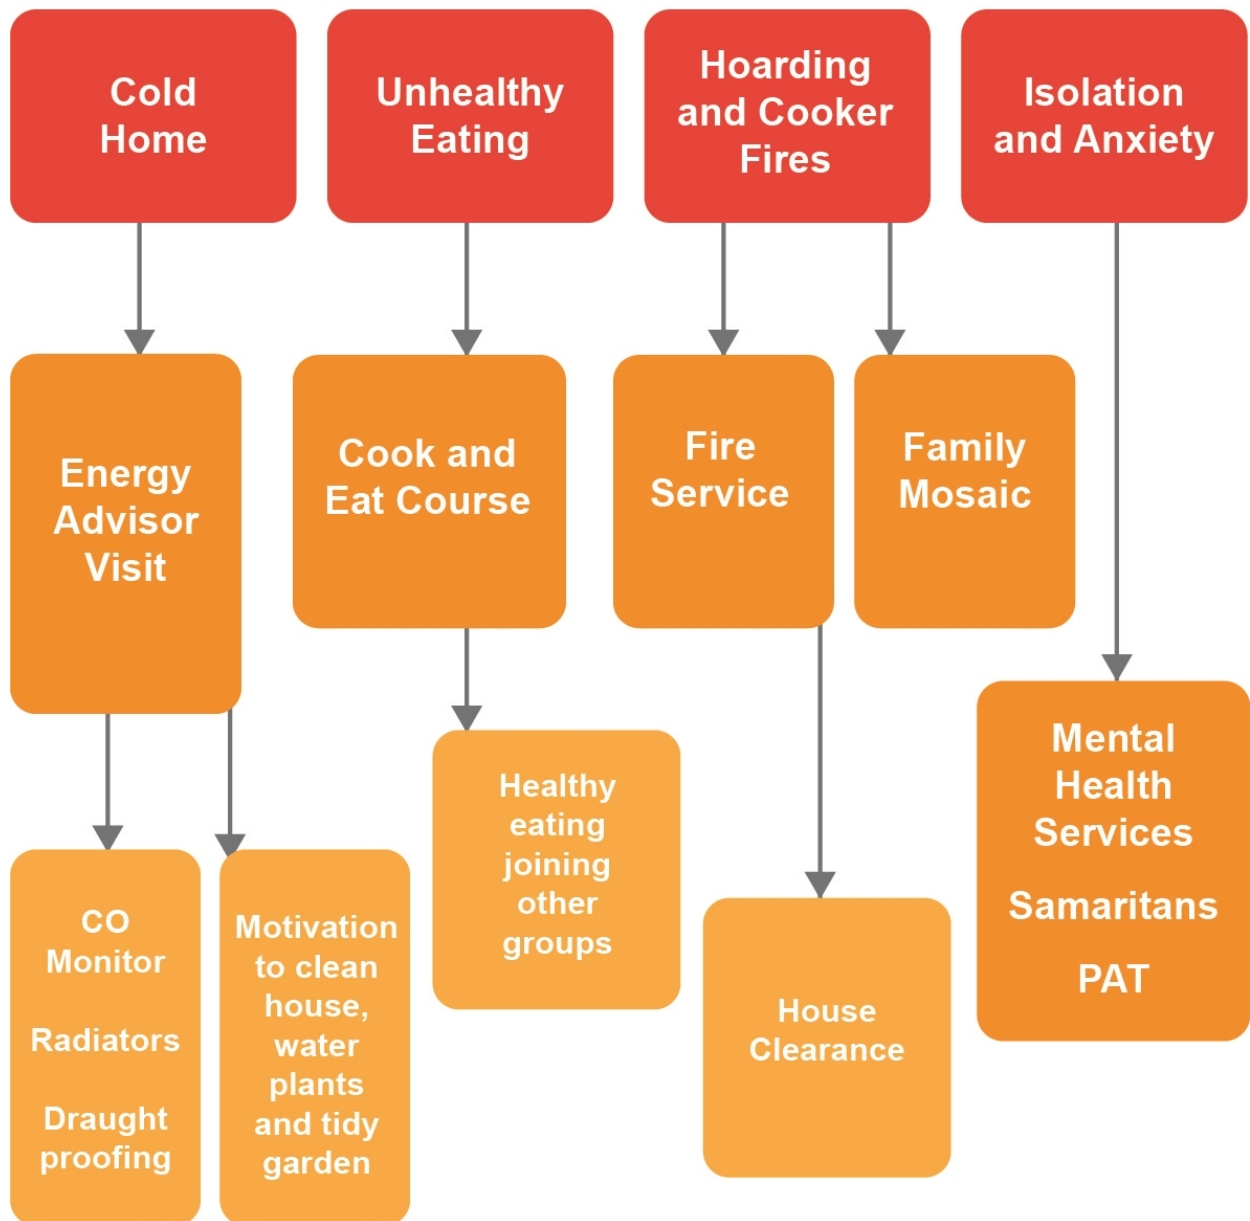 Cold
Home
Unhealthy
Eating
Hoarding
and Cooker
Fires
Isolation
and Anxiety
Energy
Advisor
Visit
Cook and
Eat Course
Fire
Service
Family
Mosaic
Mental
Health
Services
Samaritans
PAT
CO
Monitor
Radiators
Draught
proofing
Motivation
to clean
house,
water
plants
and tidy
garden
Healthy
eating
joining
other
groups
House
Clearance